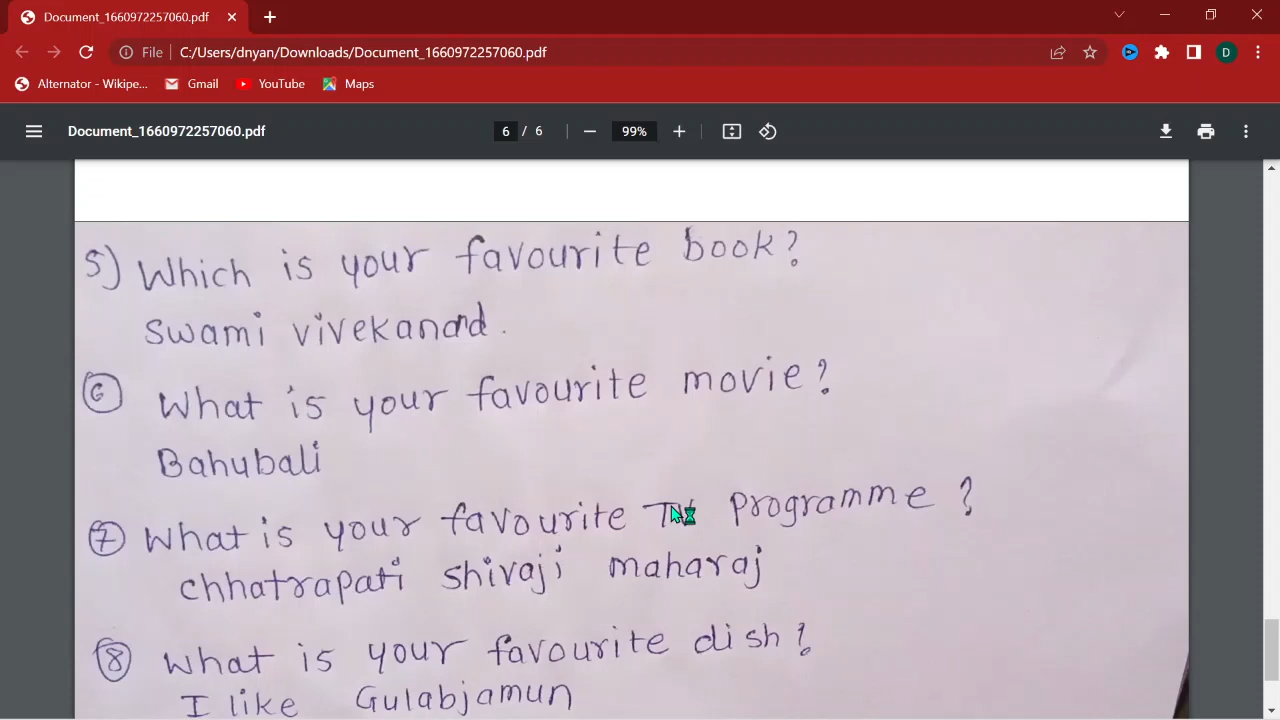 Document_1660972257060.pdf
File
C:/Users/dnyan/Downloads/Document_1660972257060.pdf
D
Alternator - Wikipe...
Gmail
YouTube
Maps
Document_1660972257060.pdf
6 / 6
99%
5) Which is your favourite book?
Swami vivekanand.
6 What is your favourite movie?
Bahubali
7 What is your favourite programme?
chhatrapati shivaji maharaj
8 What is your favourite dish?
I like Gulabjamun